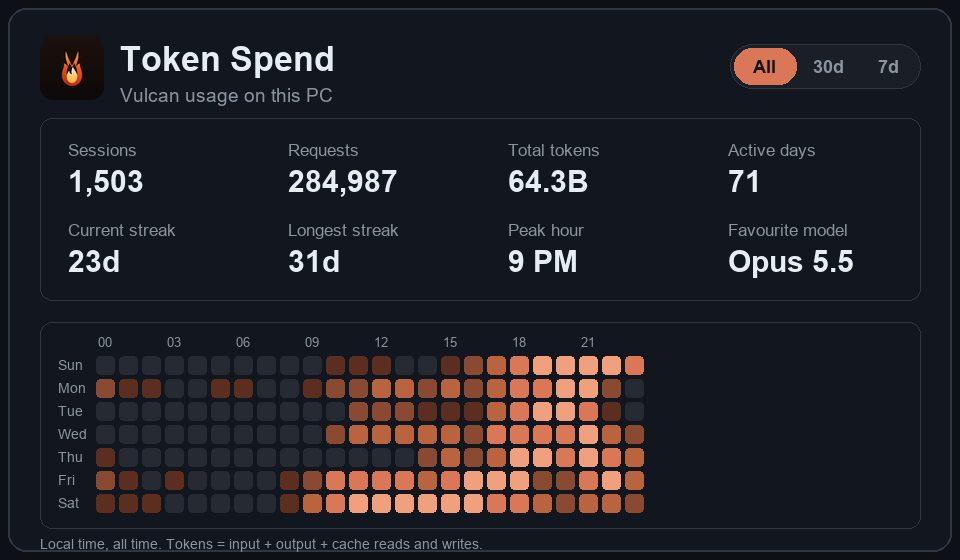 Token Spend
Vulcan usage on this PC
All 30d 7d
Sessions Requests Total tokens Active days
1,503 284,987 64.3B 71
Current streak Longest streak Peak hour Favourite model
23d 31d 9 PM Opus 5.5
00 03 06 09 12 15 18 21
Sun
Mon
Tue
Wed
Thu
Fri
Sat
Local time, all time. Tokens = input + output + cache reads and writes.